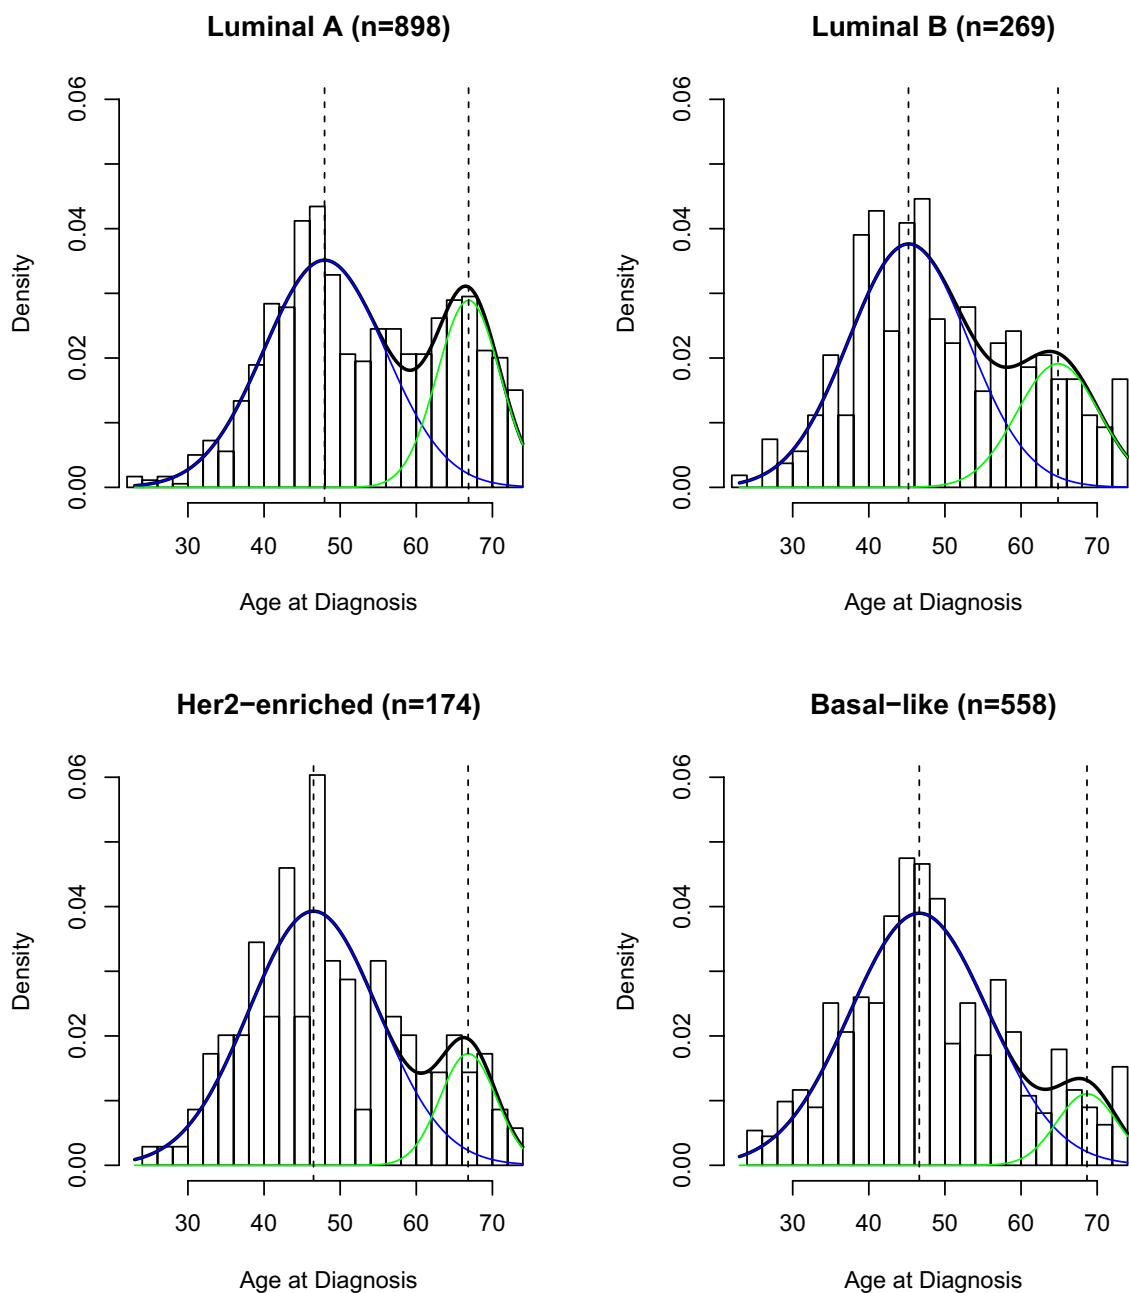 Luminal A (n=898)
Density
0.00
0.02
0.04
0.06
30 40 50 60 70
Age at Diagnosis
Luminal B (n=269)
Density
0.00
0.02
0.04
0.06
30 40 50 60 70
Age at Diagnosis
Her2−enriched (n=174)
Density
0.00
0.02
0.04
0.06
30 40 50 60 70
Age at Diagnosis
Basal−like (n=558)
Density
0.00
0.02
0.04
0.06
30 40 50 60 70
Age at Diagnosis